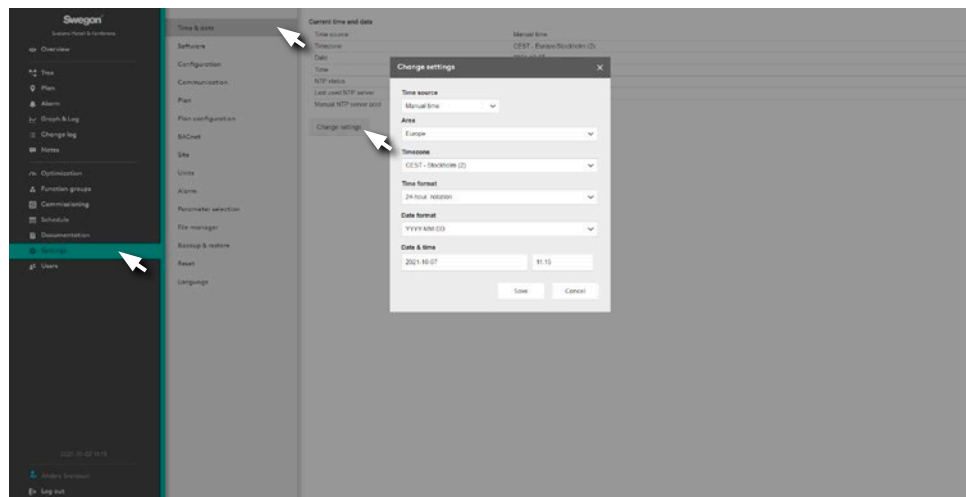 Swegon
Overview
Tree
Plan
Alarm
Graph & Log
Change log
Notes
Optimization
Function groups
Commissioning
Schedule
Documentation
Settings
Users
Log out
Time & date
Software
Configuration
Communication
Plan
Plan configuration
BACnet
Site
Units
Alarm
Parameter selection
File manager
Backup & restore
Reset
Language
Current time and date
Time source
Manual time
Timezone
CEST - Europe/Stockholm (2)
Date
Time
NTP status
Last used NTP server
Manual NTP server pool
Change settings
Change settings
Time source
Manual time
Area
Europe
Timezone
CEST - Stockholm (2)
Time format
24-hour notation
Date format
YYYY-MM-DD
Date & time
2021-10-07
11:15
Save
Cancel